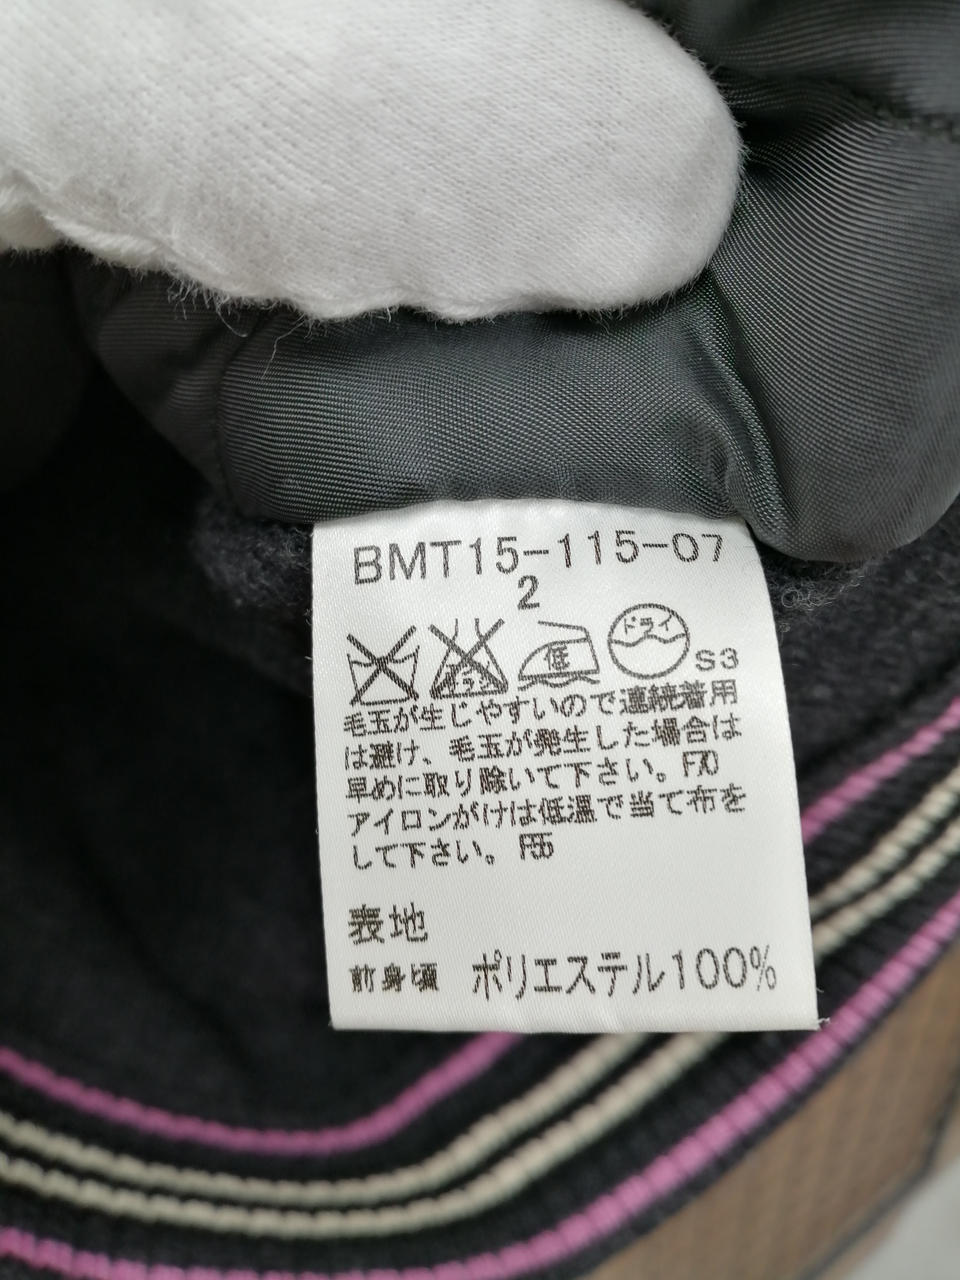 BMT15-115-07
2
低 ドライ S3
毛玉が生じやすいので連続着用
は避け、毛玉が発生した場合は
早めに取り除いて下さい。
アイロンがけは低温で当て布を
して下さい。
表地
前身頃 ポリエステル100%